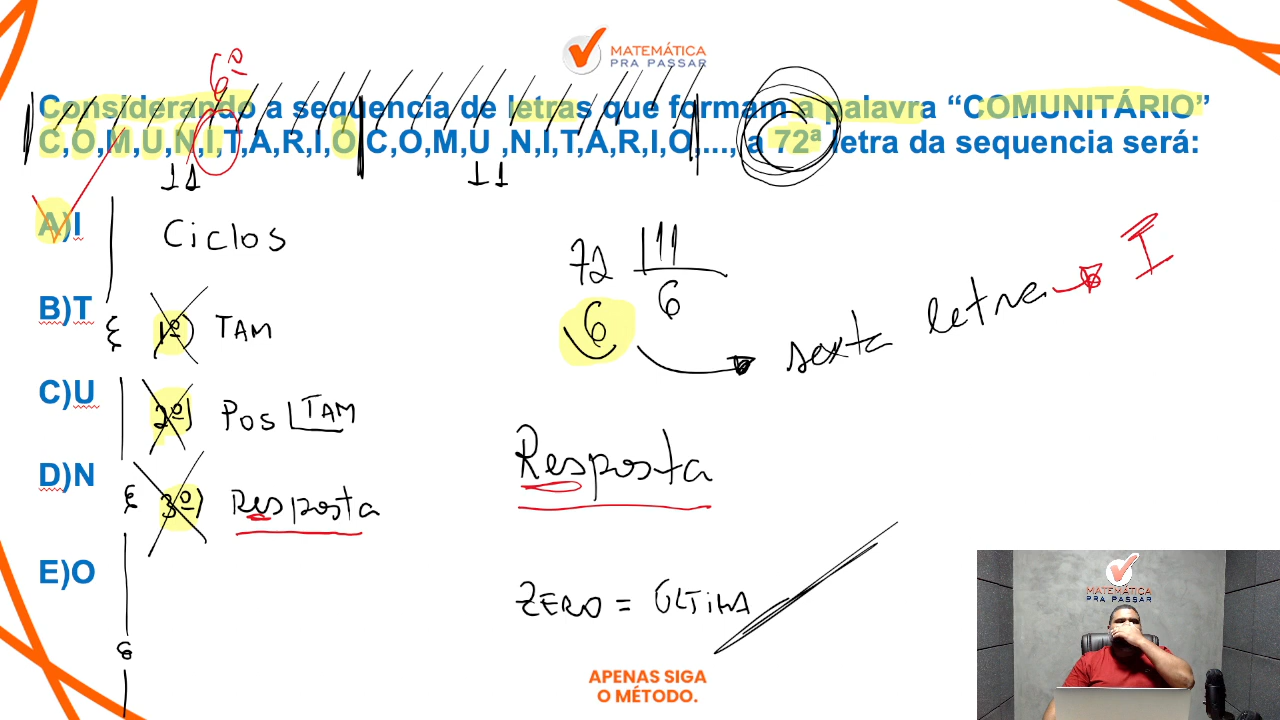 MATEMÁTICA
PRA PASSAR
6º
Considerando a sequencia de letras que formam a palavra “COMUNITÁRIO”
C,O,M,U,N,I,T,A,R,I,O C,O,M,U ,N,I,T,A,R,I,O,..., a 72ª letra da sequencia será:
11 11
A)I
Ciclos
72 11
6 6
sexta letra I
B)T
1º) TAM
C)U
2º) Pos TAM
Resposta
D)N
3º) Resposta
E)O
ZERO = ÚLTIMA
MATEMÁTICA
PRA PASSAR
APENAS SIGA
O MÉTODO.